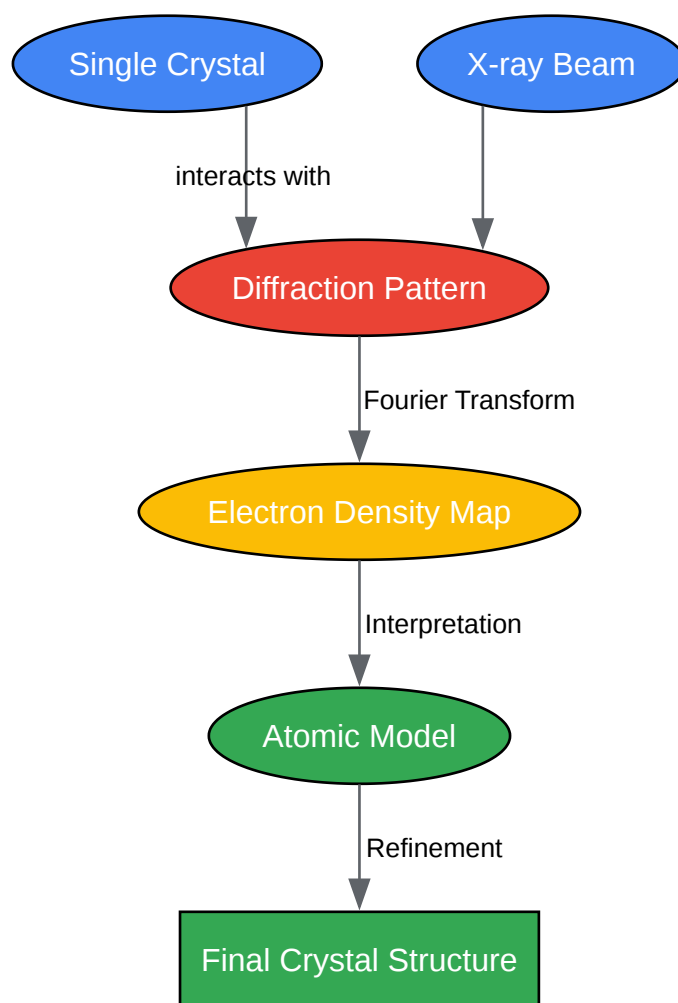 Single Crystal
X-ray Beam
interacts with
Diffraction Pattern
Fourier Transform
Electron Density Map
Interpretation
Atomic Model
Refinement
Final Crystal Structure